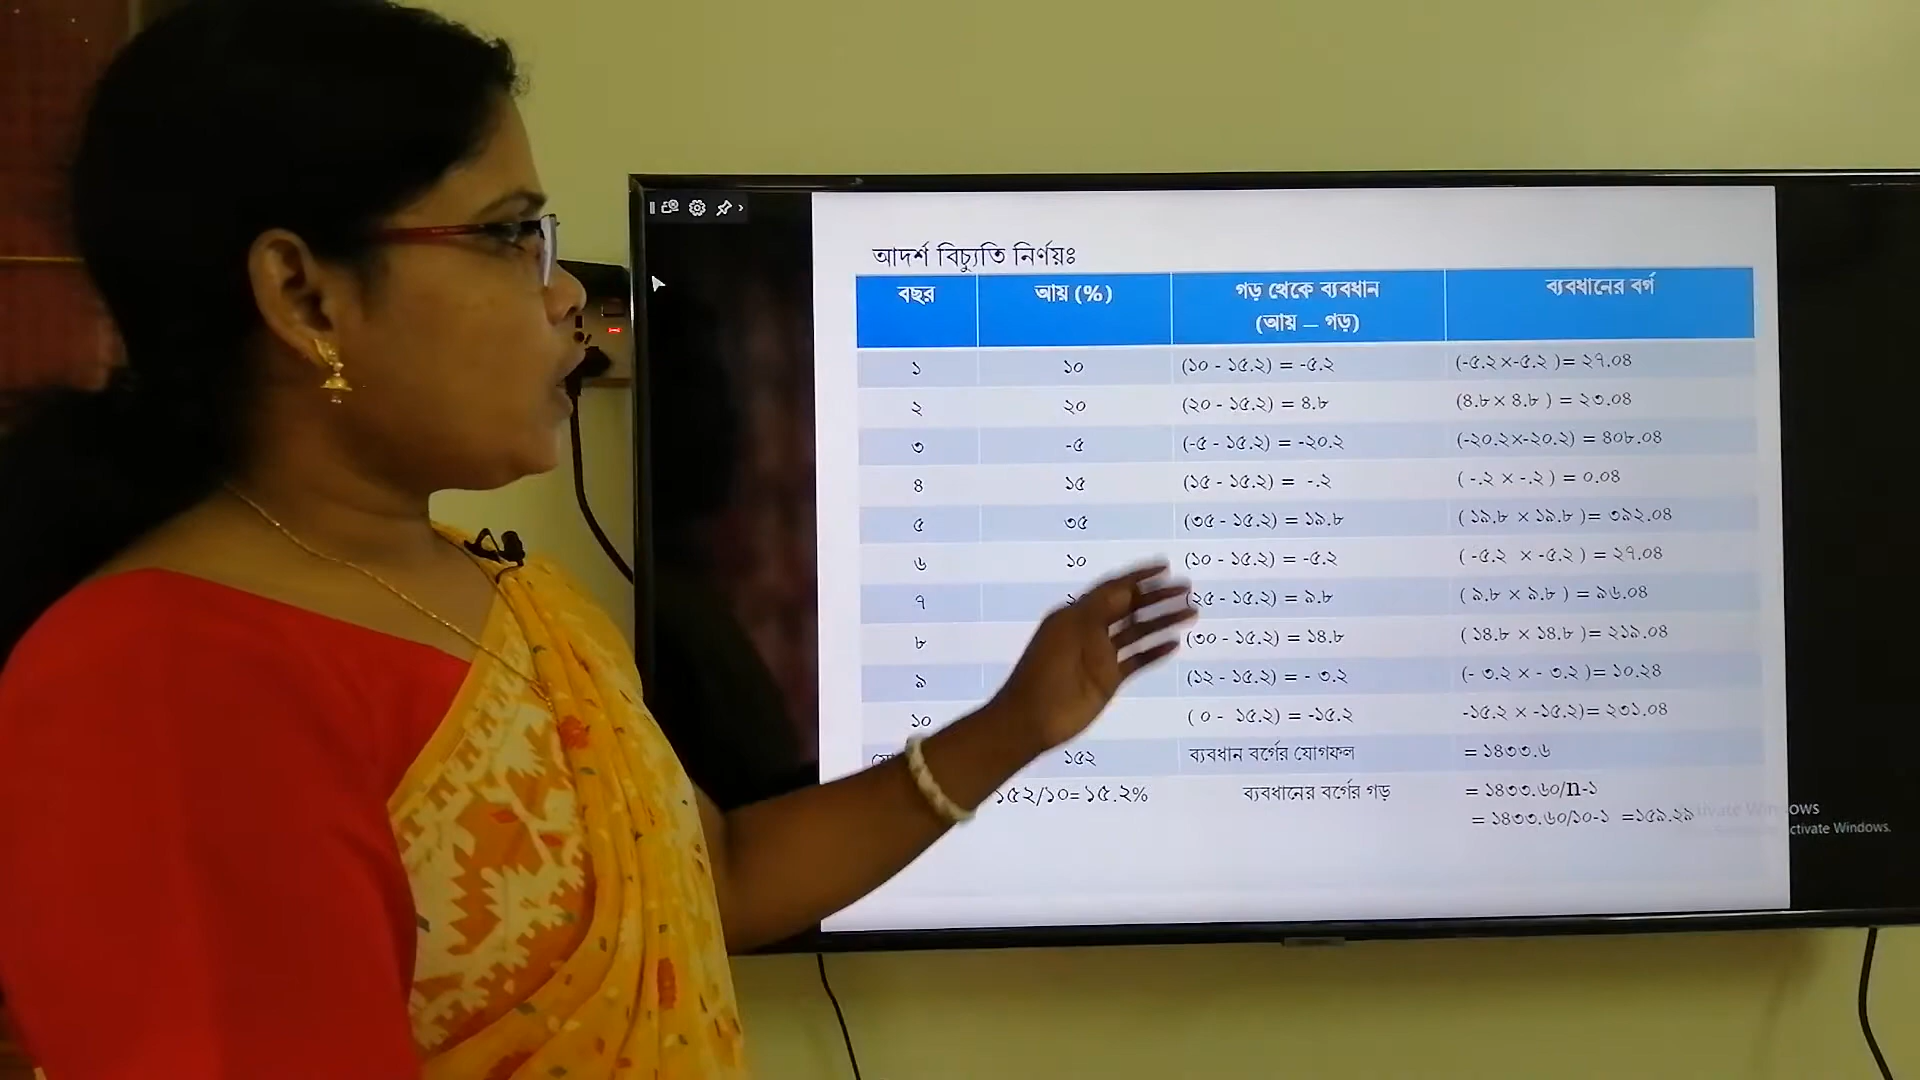 আদর্শ বিচ্যুতি নির্ণয়ঃ
বছর আয় (%) গড় থেকে ব্যবধান ব্যবধানের বর্গ
(আয় – গড়)
১ ১০ (১০ - ১৫.২) = -৫.২ (-৫.২×-৫.২ )= ২৭.০৪
২ ২০ (২০ - ১৫.২) = ৪.৮ (৪.৮× ৪.৮ ) = ২৩.০৪
৩ -৫ (-৫ - ১৫.২) = -২০.২ (-২০.২×-২০.২) = ৪০৮.০৪
৪ ১৫ (১৫ - ১৫.২) = -.২ ( -.২ × -.২ ) = ০.০৪
৫ ৩৫ (৩৫ - ১৫.২) = ১৯.৮ ( ১৯.৮ × ১৯.৮ )= ৩৯২.০৪
৬ ১০ (১০ - ১৫.২) = -৫.২ ( -৫.২ × -৫.২ ) = ২৭.০৪
৭ (২৫ - ১৫.২) = ৯.৮ ( ৯.৮ × ৯.৮ ) = ৯৬.০৪
৮ (৩০ - ১৫.২) = ১৪.৮ ( ১৪.৮ × ১৪.৮ )= ২১৯.০৪
৯ (১২ - ১৫.২) = - ৩.২ (- ৩.২ × - ৩.২ )= ১০.২৪
১০ ( ০ - ১৫.২) = -১৫.২ -১৫.২ × -১৫.২)= ২৩১.০৪
১৫২ ব্যবধান বর্গের যোগফল = ১৪৩৩.৬
১৫২/১০= ১৫.২% ব্যবধানের বর্গের গড় = ১৪৩৩.৬০/n-১
= ১৪৩৩.৬০/১০-১ =১৫৯.২৯
Activate Windows
Activate Windows.